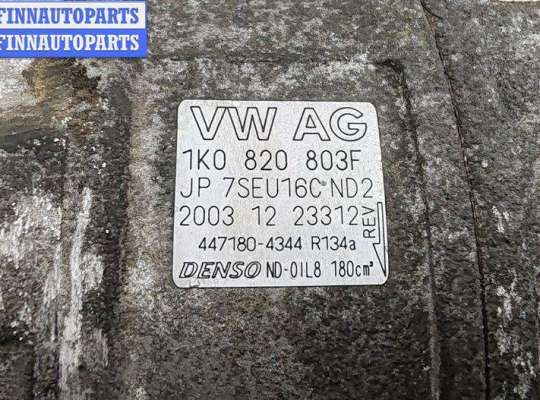 FINNAUTOPARTS
FINNAUTOPARTS
VW AG
1K0 820 803F
JP 7SEU16C ND2
2003 12 23312
REV
447180-4344 R134a
DENSO ND-OIL8 180cm³